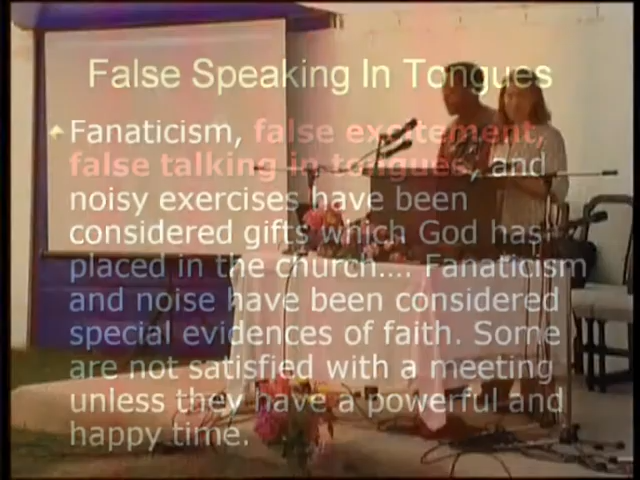 False Speaking In Tongues
Fanaticism, false excitement,
false talking in tongues, and
noisy exercises have been
considered gifts which God has
placed in the church.... Fanaticism
and noise have been considered
special evidences of faith. Some
are not satisfied with a meeting
unless they have a powerful and
happy time.